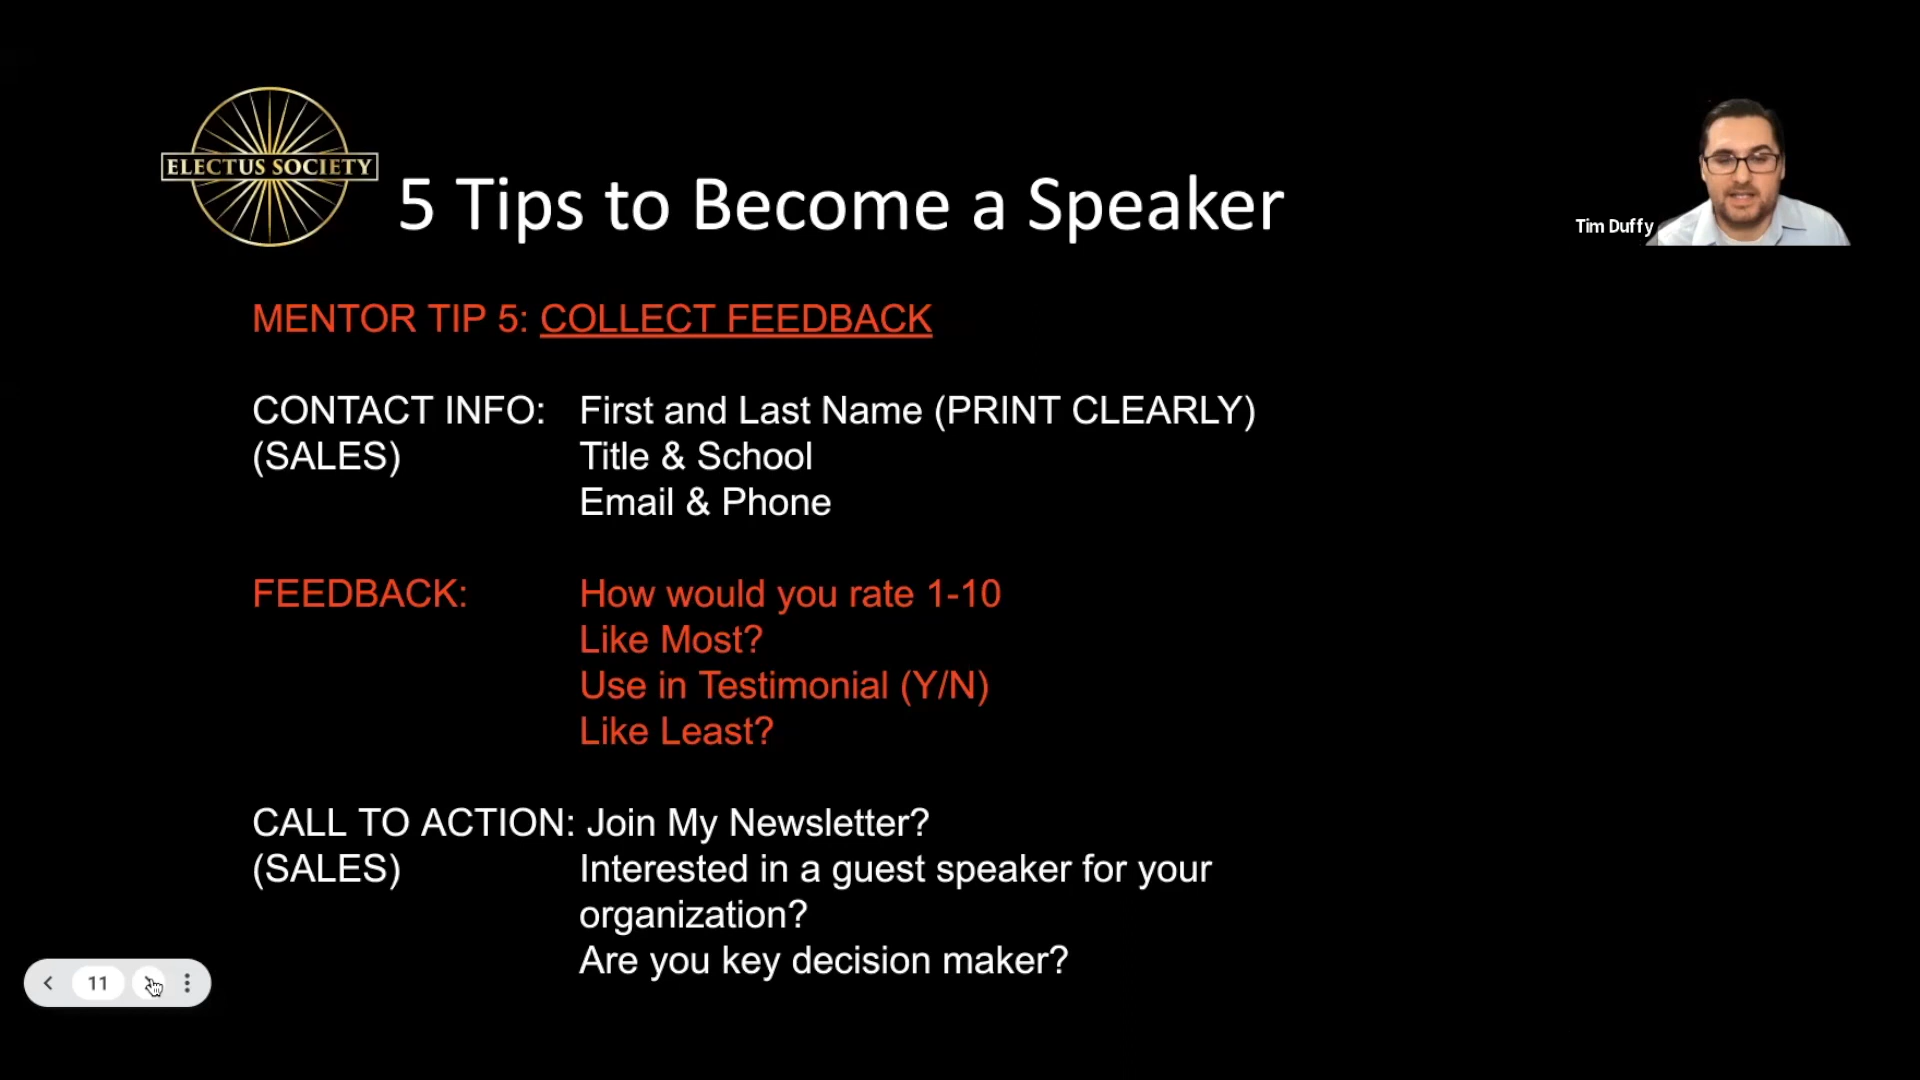 ELECTUS SOCIETY
5 Tips to Become a Speaker
Tim Duffy
MENTOR TIP 5: COLLECT FEEDBACK
CONTACT INFO: First and Last Name (PRINT CLEARLY)
(SALES) Title & School
Email & Phone
FEEDBACK: How would you rate 1-10
Like Most?
Use in Testimonial (Y/N)
Like Least?
CALL TO ACTION: Join My Newsletter?
(SALES) Interested in a guest speaker for your
organization?
Are you key decision maker?
11